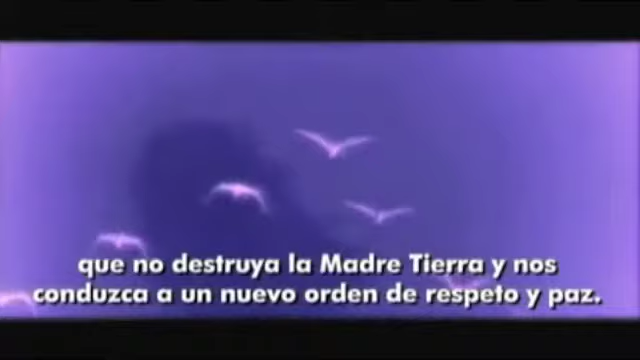 que no destruya la Madre Tierra y nos
conduzca a un nuevo orden de respeto y paz.